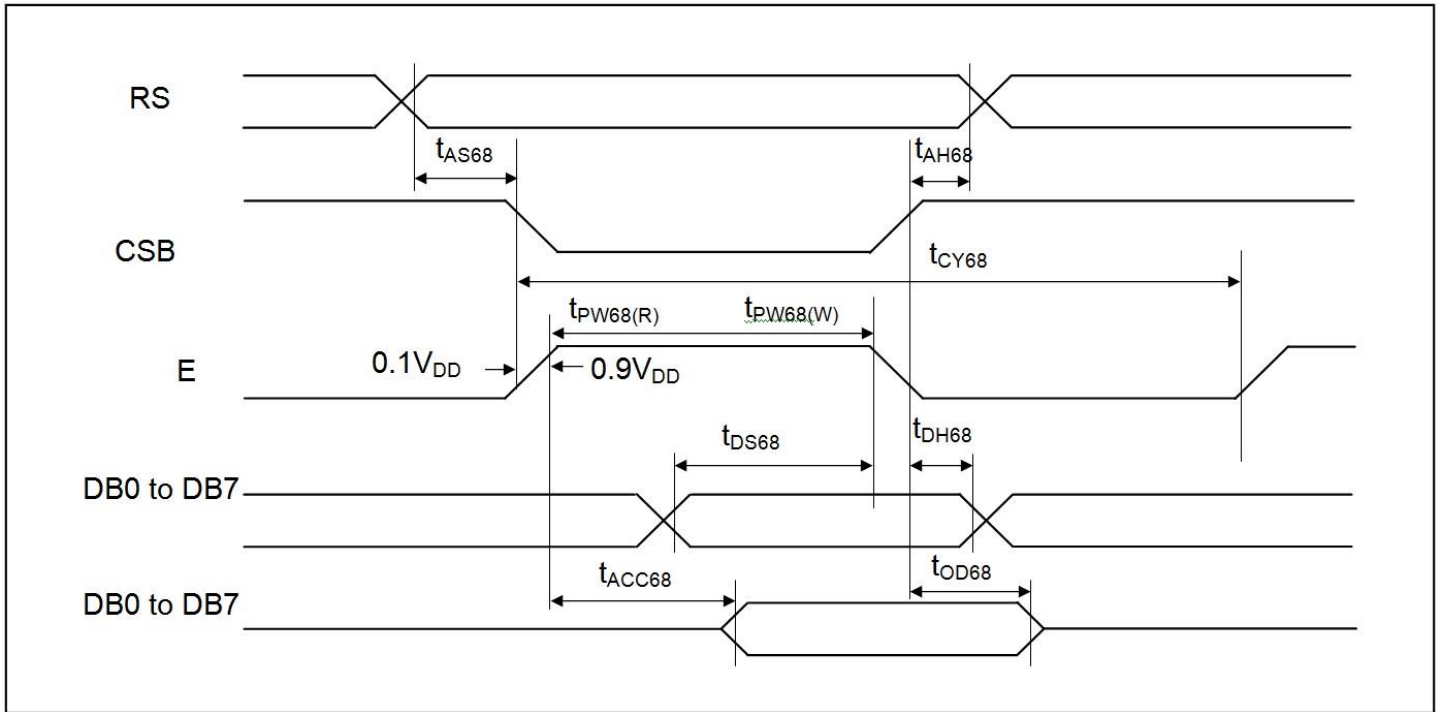 RS
tAS68
tAH68
CSB
tCY68
tPW68(R)
tPW68(W)
E
0.1VDD
0.9VDD
tDS68
tDH68
DB0 to DB7
tACC68
tOD68
DB0 to DB7